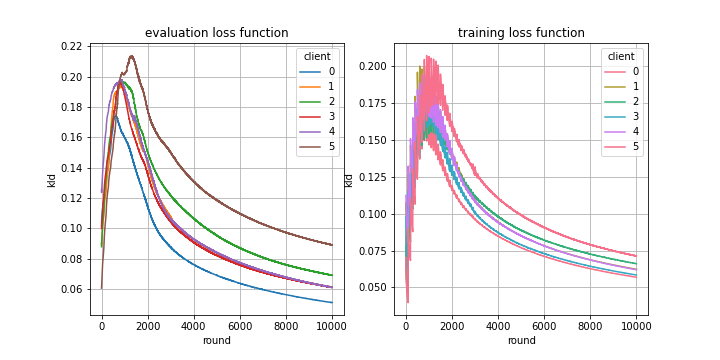 evaluation loss function
0.22
0.20
0.18
0.16
0.14
0.12
0.10
0.08
0.06
kld
0 2000 4000 6000 8000 10000
round
client
0
1
2
3
4
5
training loss function
0.200
0.175
0.150
0.125
0.100
0.075
0.050
kld
0 2000 4000 6000 8000 10000
round
client
0
1
2
3
4
5